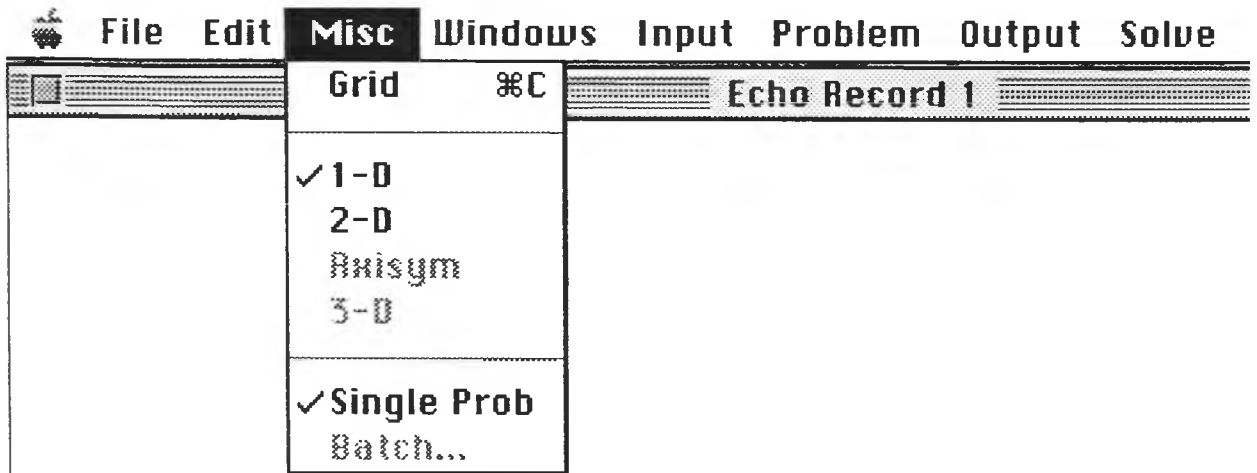 File Edit Misc Windows Input Problem Output Solve
Echo Record 1
Grid ⌘C
✓1-D
2-D
Axisym
3-D
✓Single Prob
Batch...